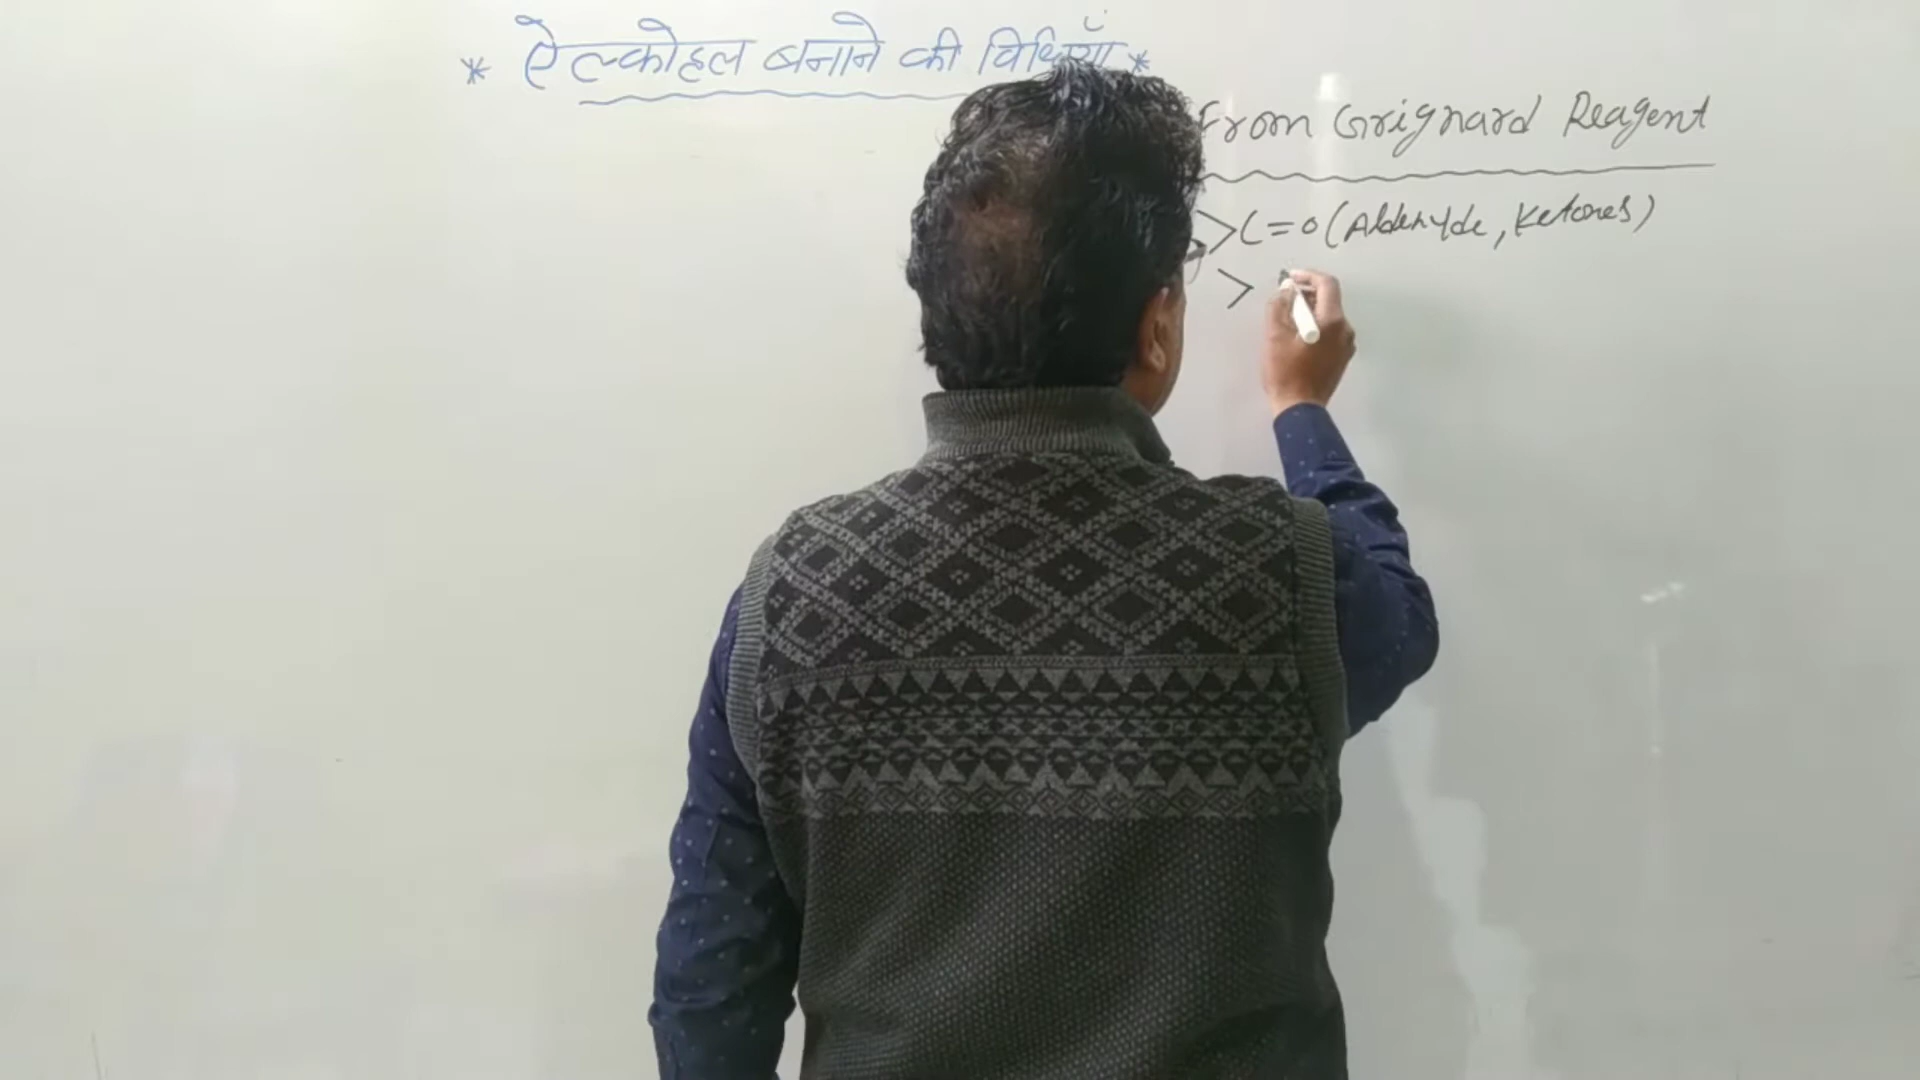 * ऐल्कोहल बनाने की विधियाँ *
From Grignard Reagent
>C=O (Aldehyde, Ketones)
>